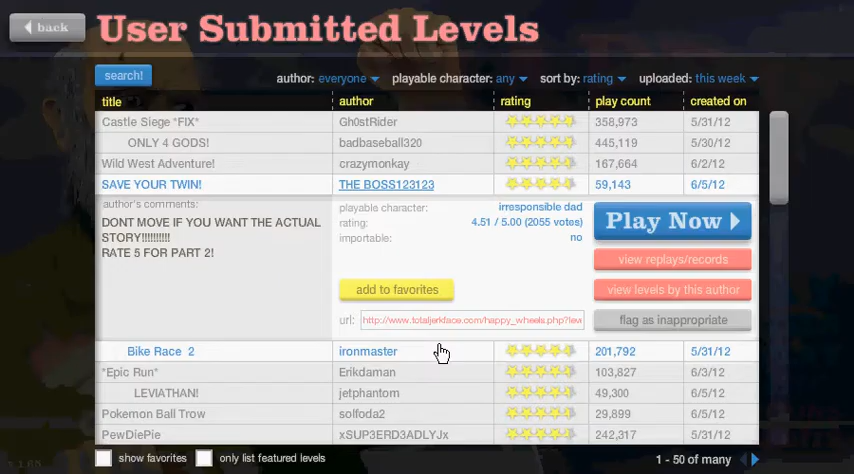 back
User Submitted Levels
search!
author: everyone playable character: any sort by: rating uploaded: this week
title author rating play count created on
Castle Siege *FIX* Gh0stRider 358,973 5/31/12
ONLY 4 GODS! badbaseball320 445,119 5/30/12
Wild West Adventure! crazymonkay 167,664 6/2/12
SAVE YOUR TWIN! THE BOSS123123 59,143 6/5/12
author's comments:
DONT MOVE IF YOU WANT THE ACTUAL
STORY!!!!!!!!!!
RATE 5 FOR PART 2!
playable character: irresponsible dad
rating: 4.51 / 5.00 (2055 votes)
importable: no
add to favorites
url: http://www.totaljerkface.com/happy_wheels.php?leve
Play Now
view replays/records
view levels by this author
flag as inappropriate
Bike Race 2 ironmaster 201,792 5/31/12
*Epic Run* Erikdaman 103,827 6/3/12
LEVIATHAN! jetphantom 49,300 6/5/12
Pokemon Ball Trow solfoda2 29,899 6/5/12
PewDiePie xSUP3ERD3ADLYJx 242,317 5/31/12
show favorites only list featured levels 1 - 50 of many